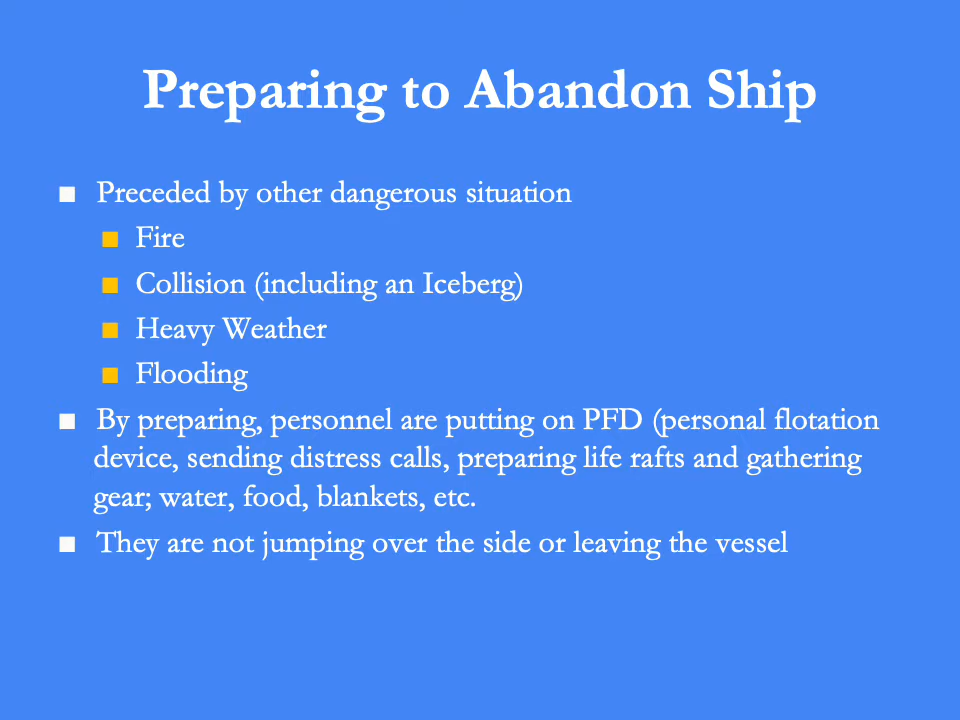 Preparing to Abandon Ship
■ Preceded by other dangerous situation
■ Fire
■ Collision (including an Iceberg)
■ Heavy Weather
■ Flooding
■ By preparing, personnel are putting on PFD (personal flotation
device, sending distress calls, preparing life rafts and gathering
gear; water, food, blankets, etc.
■ They are not jumping over the side or leaving the vessel